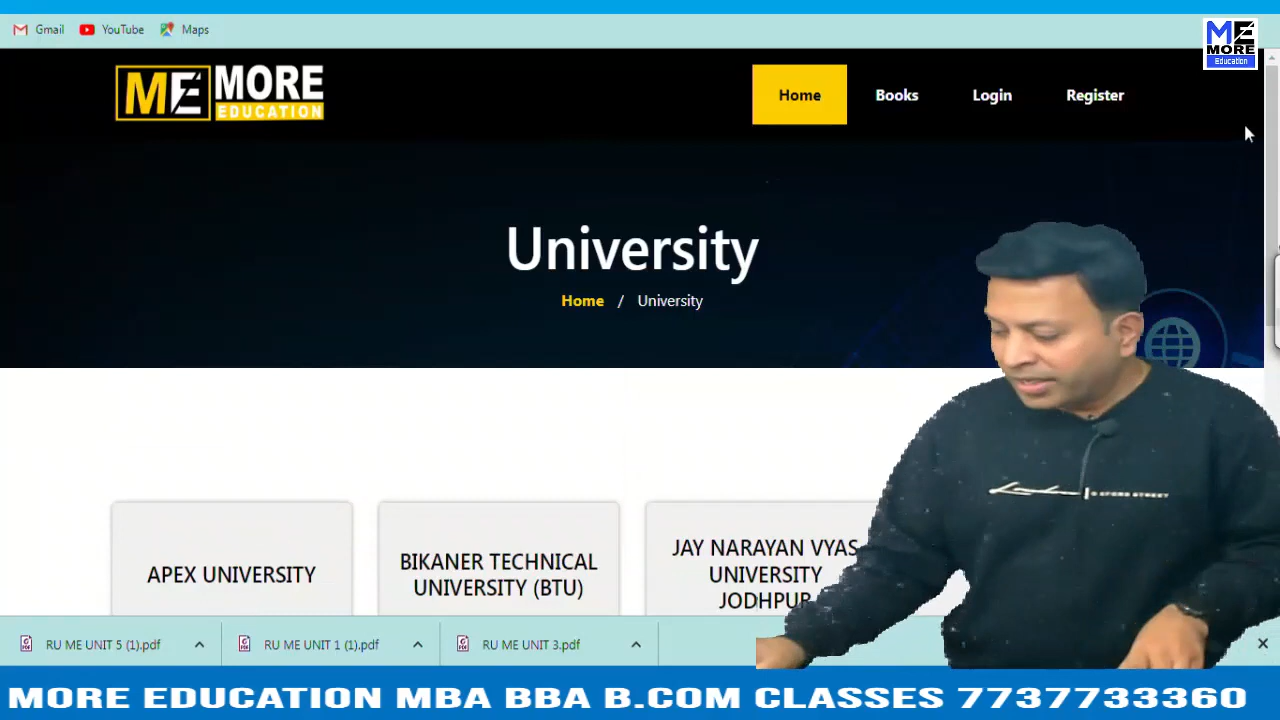 Gmail YouTube Maps
ME MORE EDUCATION
Home Books Login Register
ME MORE Education
University
Home / University
APEX UNIVERSITY
BIKANER TECHNICAL
UNIVERSITY (BTU)
JAY NARAYAN VYAS
UNIVERSITY
JODHPUR
RU ME UNIT 5 (1).pdf RU ME UNIT 1 (1).pdf RU ME UNIT 3.pdf
MORE EDUCATION MBA BBA B.COM CLASSES 7737733360